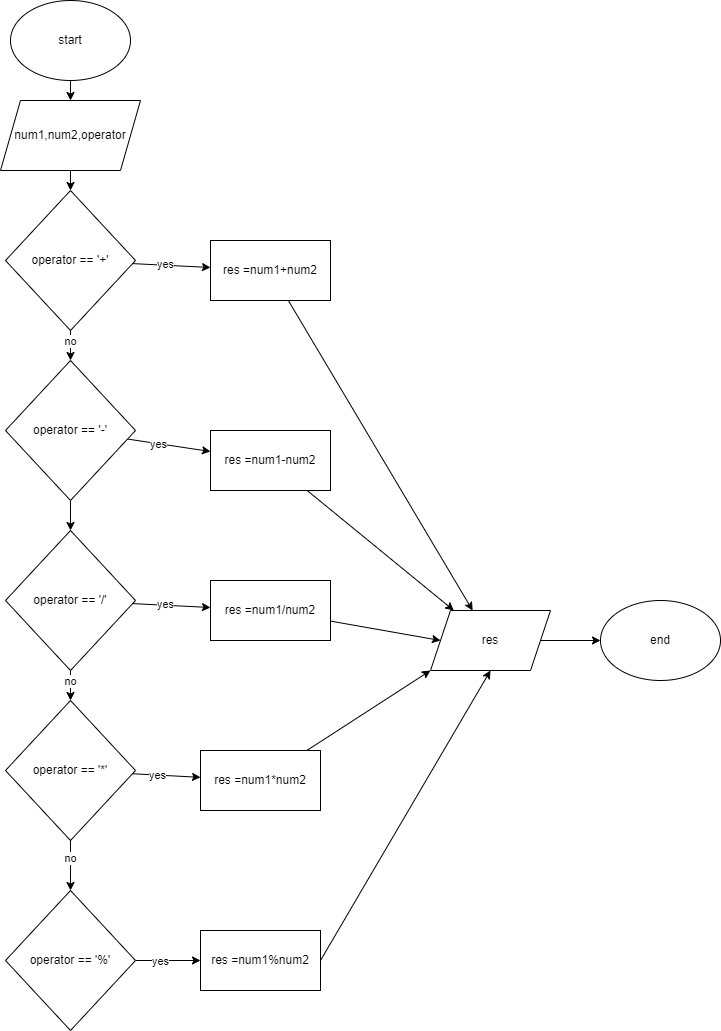 start
num1,num2,operator
operator == '+'
yes
res =num1+num2
no
operator == '-'
yes
res =num1-num2
operator == '/'
yes
res =num1/num2
res
end
no
operator == '*'
yes
res =num1*num2
no
operator == '%'
yes
res =num1%num2